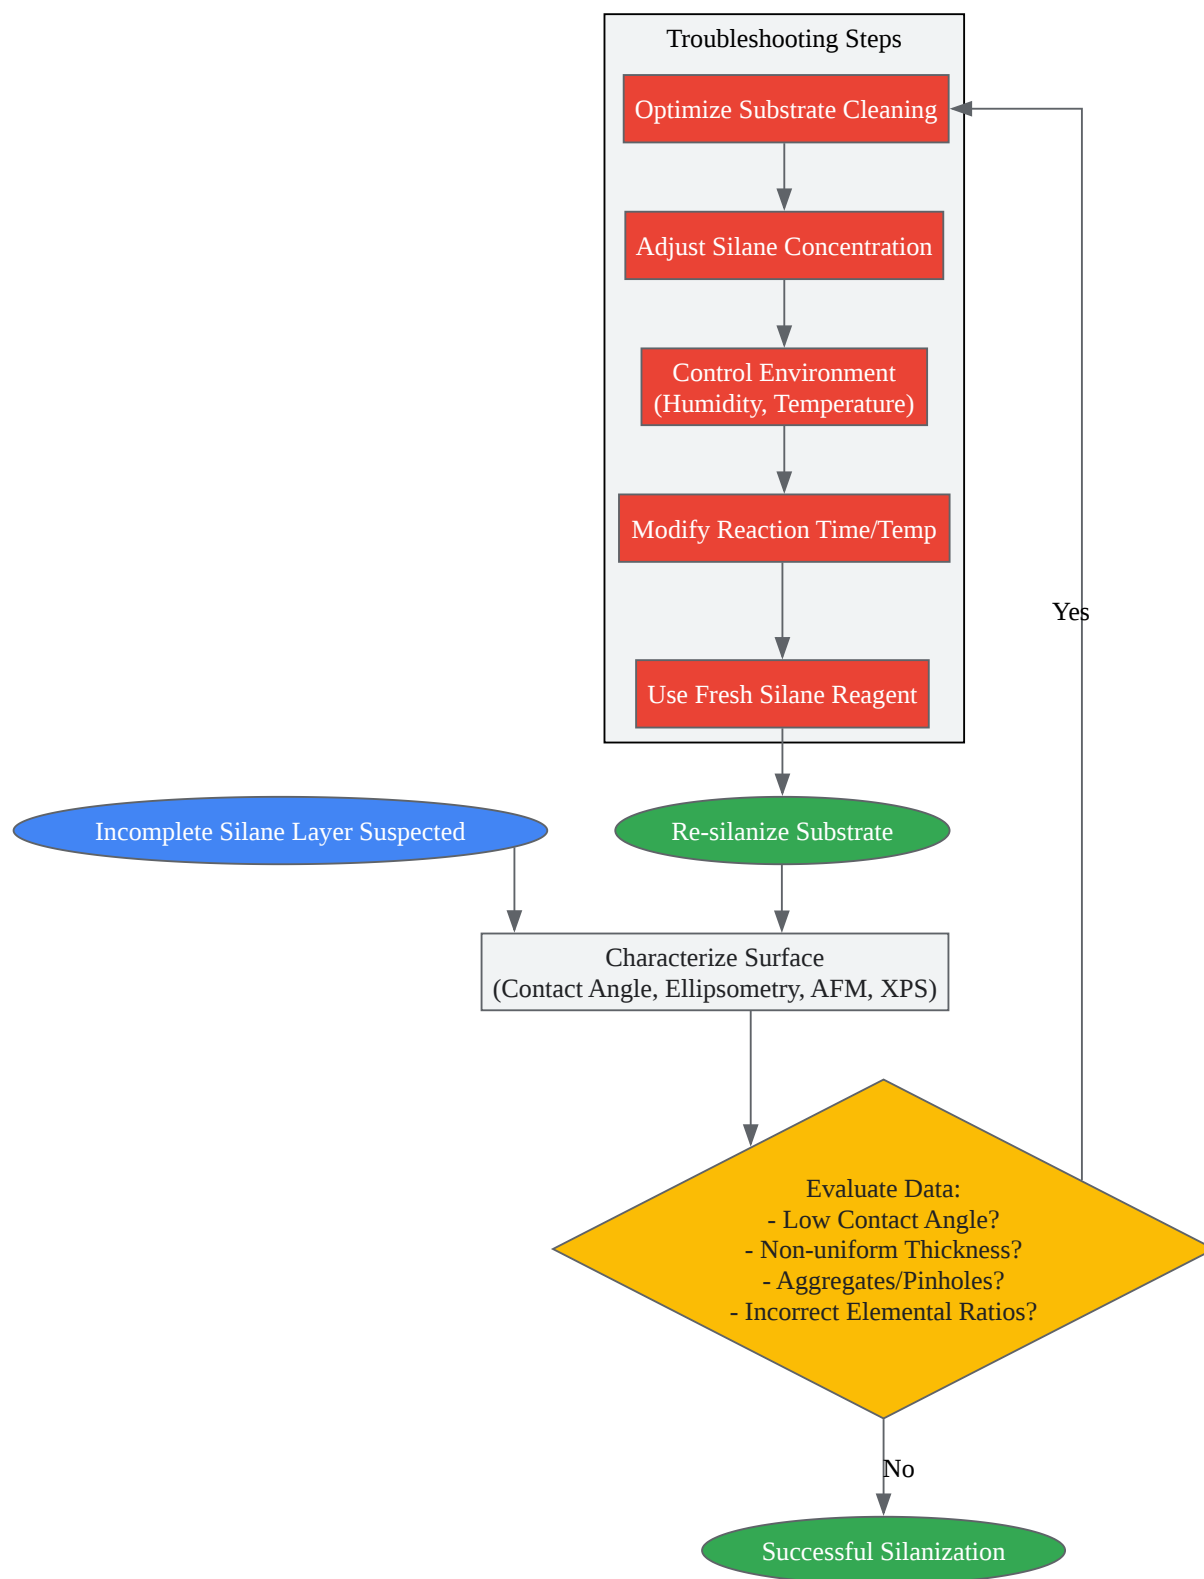 Troubleshooting Steps
Optimize Substrate Cleaning
Adjust Silane Concentration
Control Environment
(Humidity, Temperature)
Modify Reaction Time/Temp
Yes
Use Fresh Silane Reagent
Incomplete Silane Layer Suspected
Re-silanize Substrate
Characterize Surface
(Contact Angle, Ellipsometry, AFM, XPS)
Evaluate Data:
- Low Contact Angle?
- Non-uniform Thickness?
- Aggregates/Pinholes?
- Incorrect Elemental Ratios?
No
Successful Silanization